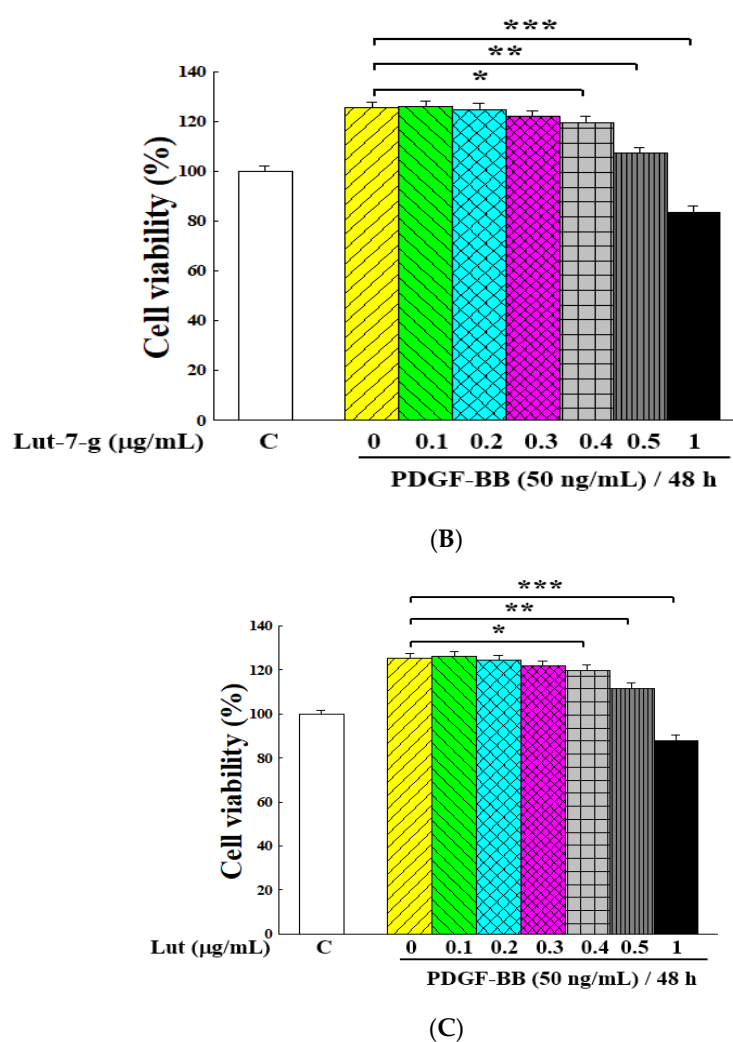 ***
**
*
140
120
100
80
60
40
20
0
Cell viability (%)
Lut-7-g (μg/mL) C 0 0.1 0.2 0.3 0.4 0.5 1
PDGF-BB (50 ng/mL) / 48 h
(B)
***
**
*
140
120
100
80
60
40
20
0
Cell viability (%)
Lut (μg/mL) C 0 0.1 0.2 0.3 0.4 0.5 1
PDGF-BB (50 ng/mL) / 48 h
(C)